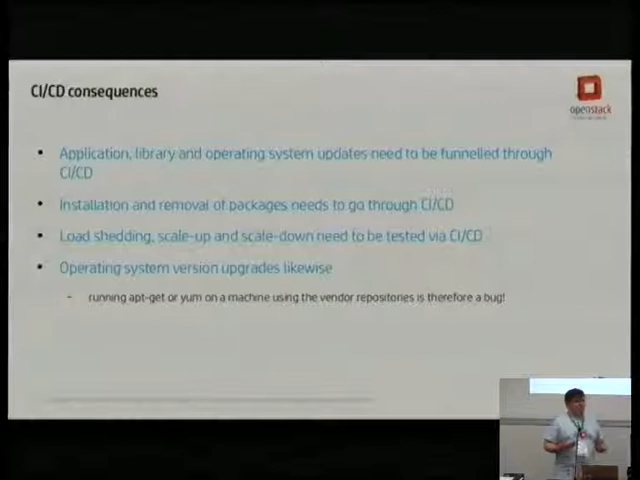 CI/CD consequences
openstack
Application, library and operating system updates need to be funnelled through
CI/CD
Installation and removal of packages needs to go through CI/CD
Load shedding, scale-up and scale-down need to be tested via CI/CD
Operating system version upgrades likewise
- running apt-get or yum on a machine using the vendor repositories is therefore a bug!